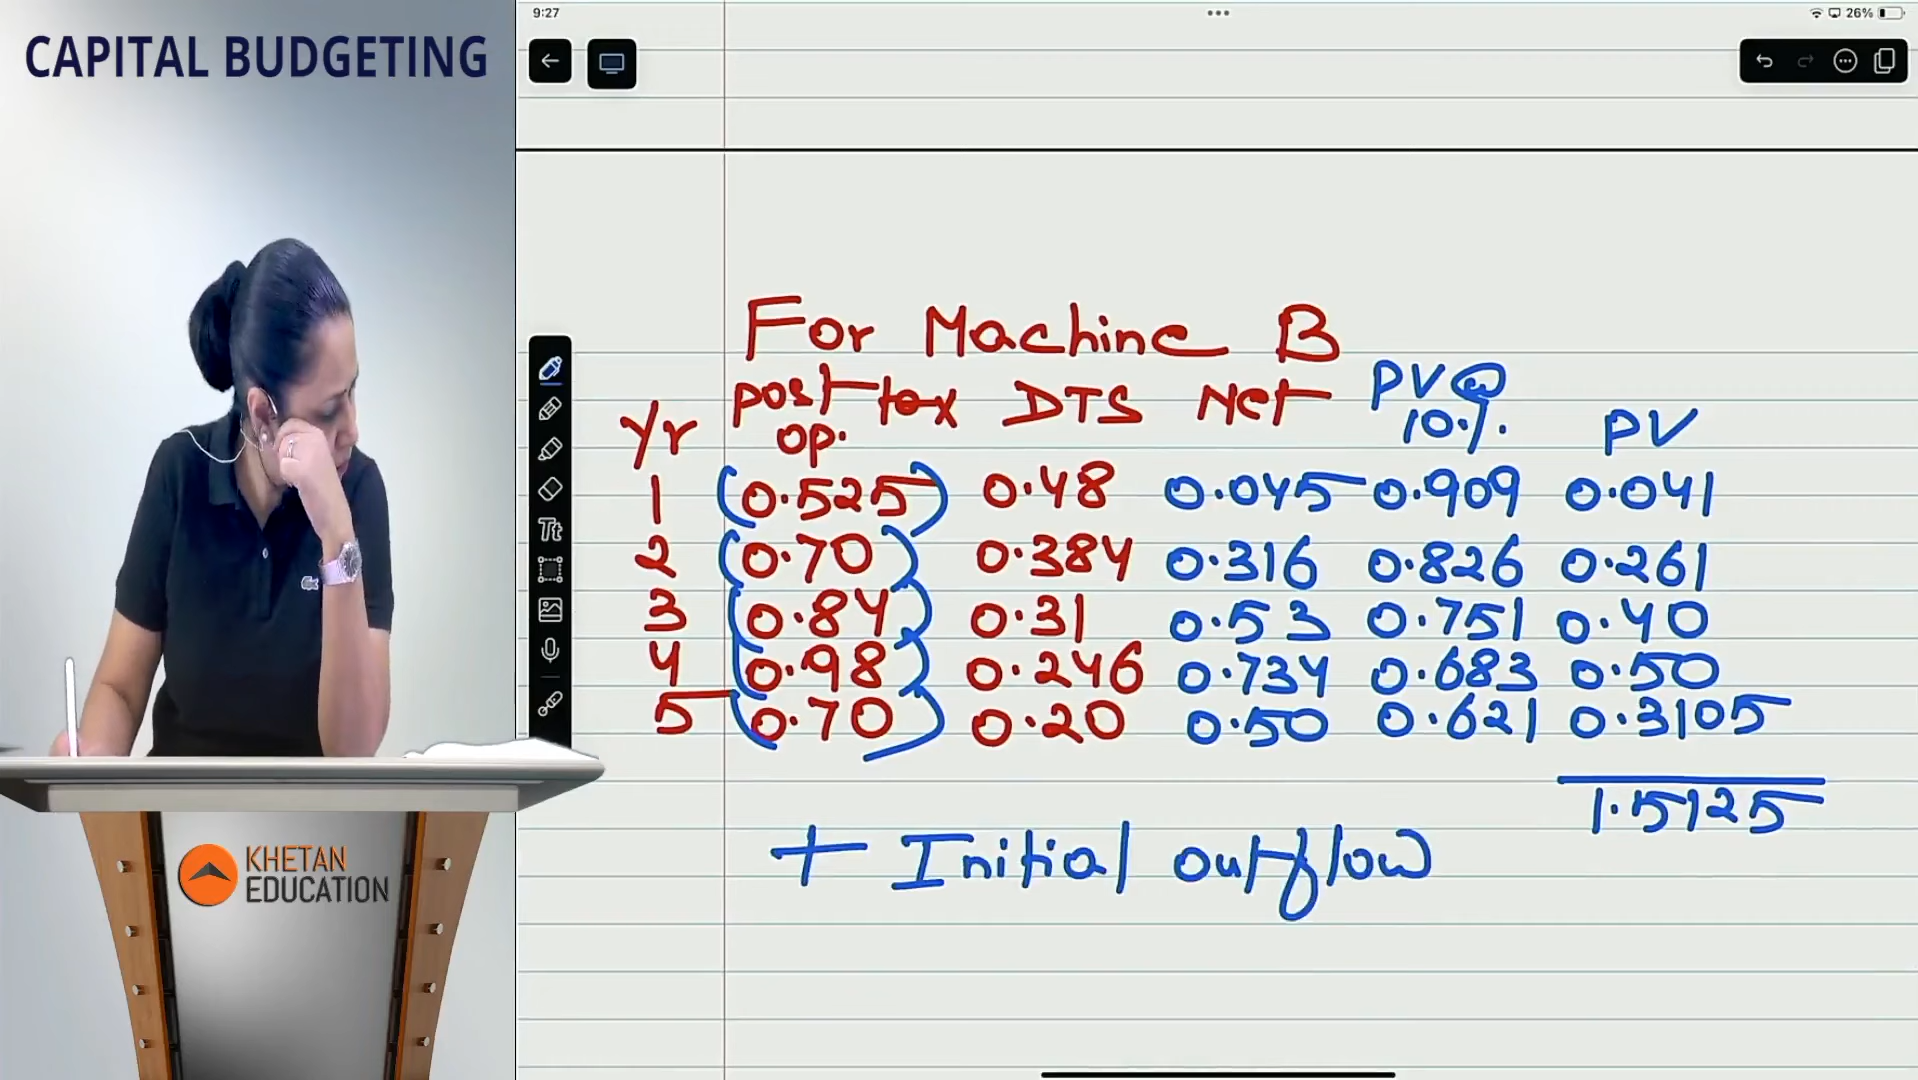 CAPITAL BUDGETING
9:27
26%
For Machine B
Yr post tax op. DTS Net PV@ 10%. PV
1 (0.525) 0.48 0.045 0.909 0.041
2 (0.70) 0.384 0.316 0.826 0.261
3 (0.84) 0.31 0.53 0.751 0.40
4 (0.98) 0.246 0.734 0.683 0.50
5 (0.70) 0.20 0.50 0.621 0.3105
1.5125
+ Initial outflow
Tt
KHETAN
EDUCATION